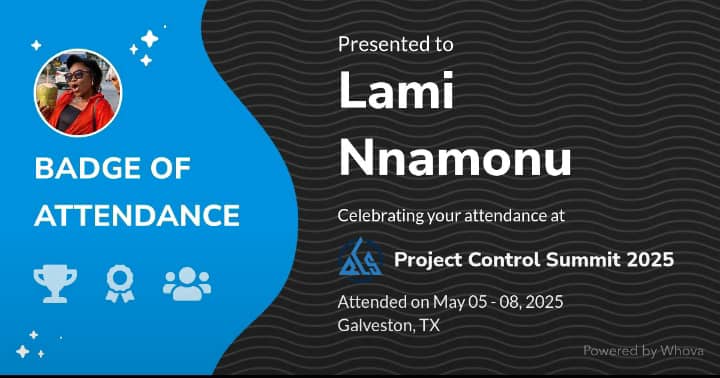 BADGE OF
ATTENDANCE
Presented to
Lami
Nnamonu
Celebrating your attendance at
Project Control Summit 2025
Attended on May 05 - 08, 2025
Galveston, TX
Powered by Whova